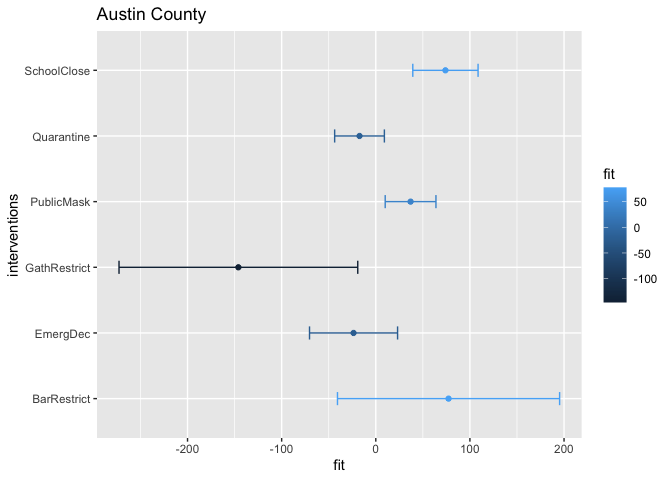 Austin County
SchoolClose
Quarantine
PublicMask
GathRestrict
EmergDec
BarRestrict
interventions
-200
-100
0
100
200
fit
fit
50
0
-50
-100